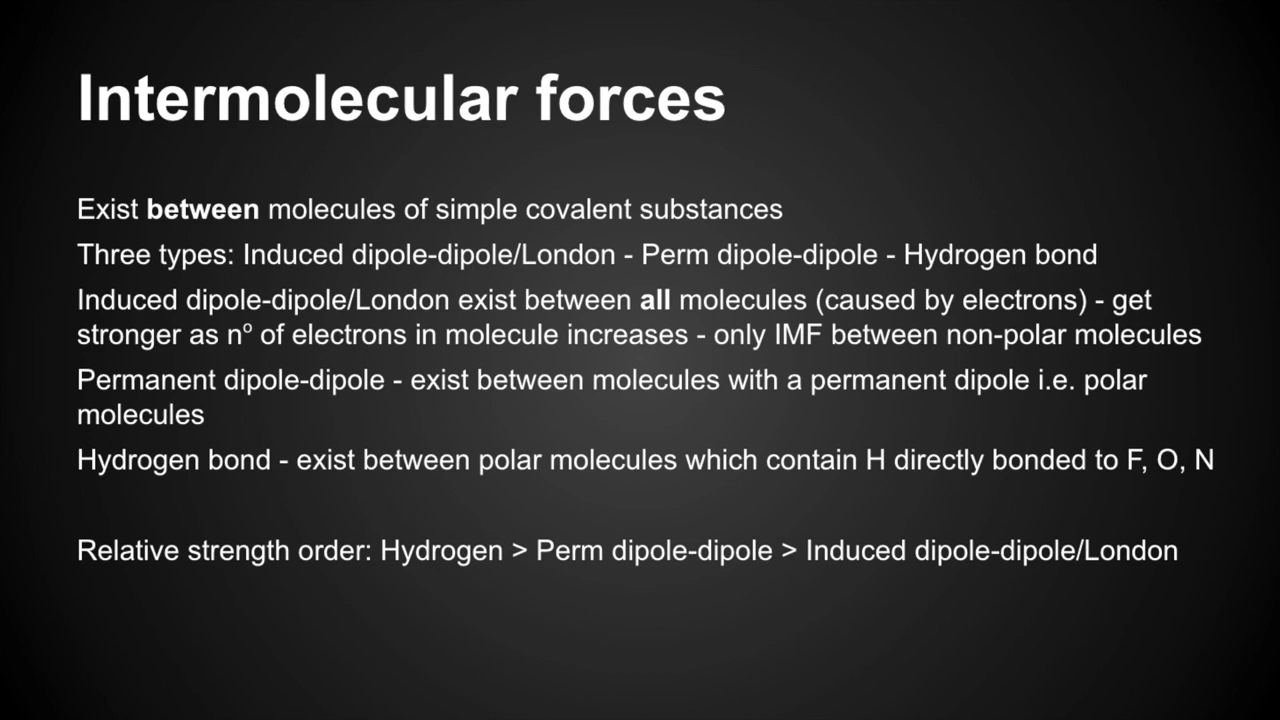 Intermolecular forces
Exist between molecules of simple covalent substances
Three types: Induced dipole-dipole/London - Perm dipole-dipole - Hydrogen bond
Induced dipole-dipole/London exist between all molecules (caused by electrons) - get
stronger as nº of electrons in molecule increases - only IMF between non-polar molecules
Permanent dipole-dipole - exist between molecules with a permanent dipole i.e. polar
molecules
Hydrogen bond - exist between polar molecules which contain H directly bonded to F, O, N
Relative strength order: Hydrogen > Perm dipole-dipole > Induced dipole-dipole/London